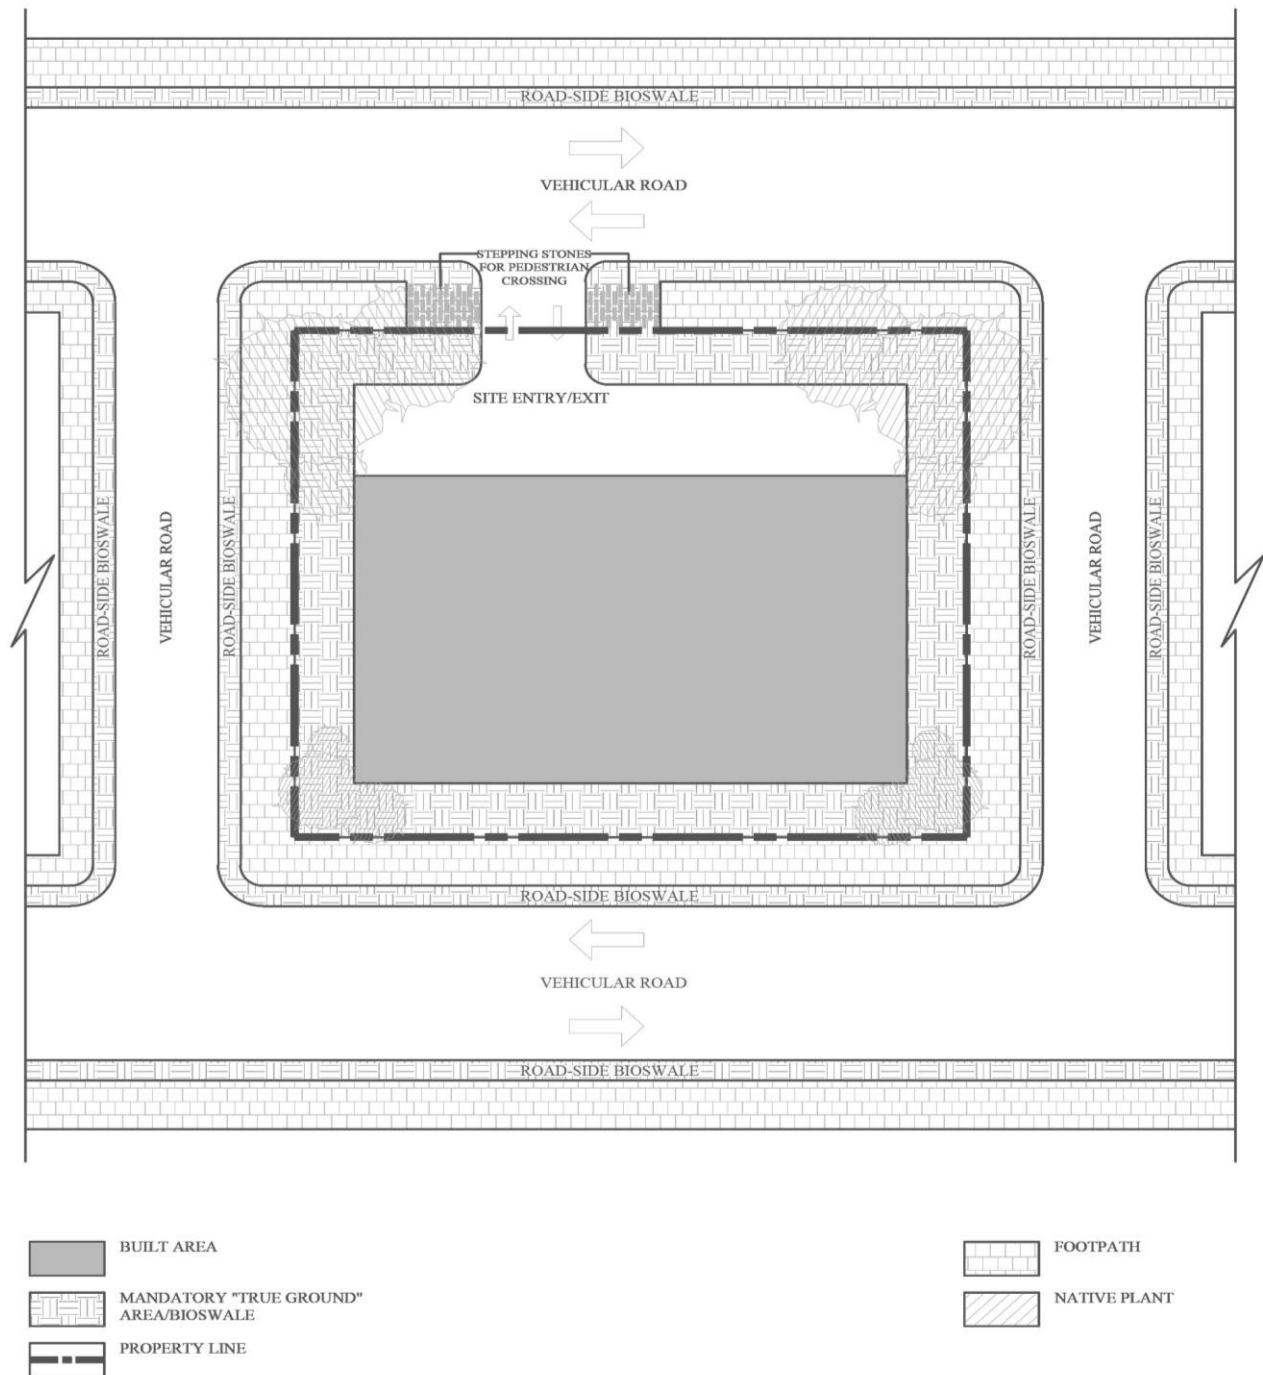 ROAD-SIDE BIOSWALE
VEHICULAR ROAD
STEPPING STONES
FOR PEDESTRIAN
CROSSING
SITE ENTRY/EXIT
ROAD-SIDE BIOSWALE
VEHICULAR ROAD
ROAD-SIDE BIOSWALE
ROAD-SIDE BIOSWALE
VEHICULAR ROAD
ROAD-SIDE BIOSWALE
ROAD-SIDE BIOSWALE
VEHICULAR ROAD
ROAD-SIDE BIOSWALE
BUILT AREA
MANDATORY "TRUE GROUND"
AREA/BIOSWALE
PROPERTY LINE
FOOTPATH
NATIVE PLANT